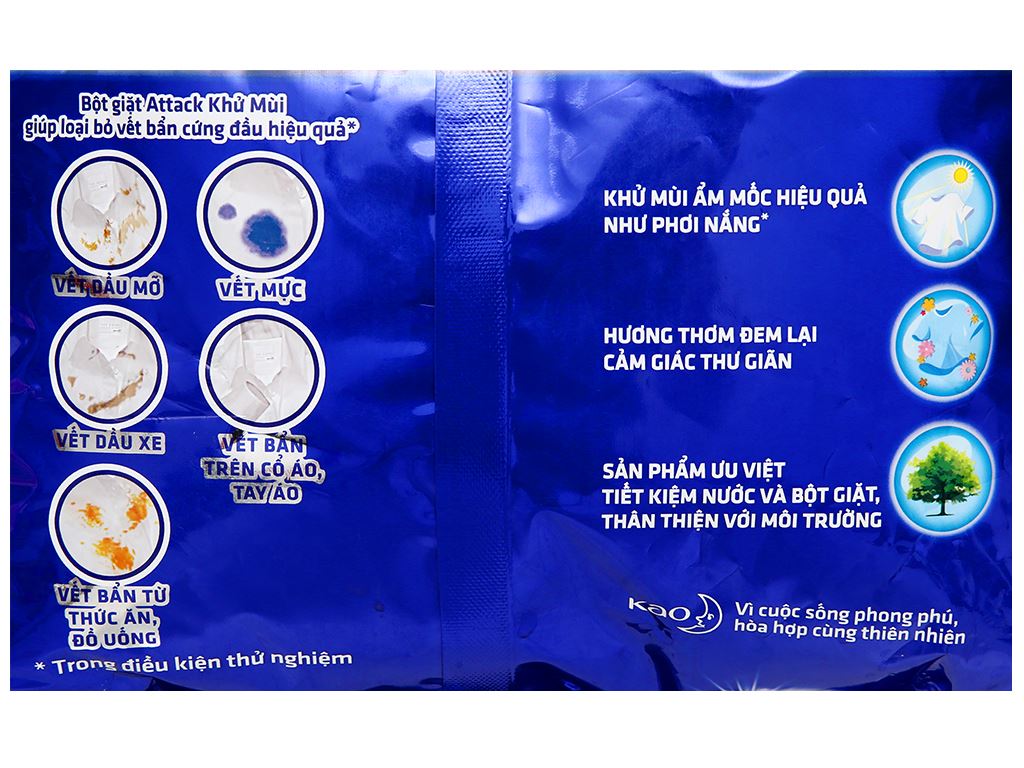 Bột giặt Attack Khử Mùi
giúp loại bỏ vết bẩn cứng đầu hiệu quả*
VẾT DẦU MỠ
VẾT MỰC
VẾT DẦU XE
VẾT BẨN
TRÊN CỔ ÁO,
TAY ÁO
VẾT BẨN TỪ
THỨC ĂN,
ĐỒ UỐNG
* Trong điều kiện thử nghiệm
KHỬ MÙI ẨM MỐC HIỆU QUẢ
NHƯ PHƠI NẮNG*
HƯƠNG THƠM ĐEM LẠI
CẢM GIÁC THƯ GIÃN
SẢN PHẨM ƯU VIỆT
TIẾT KIỆM NƯỚC VÀ BỘT GIẶT,
THÂN THIỆN VỚI MÔI TRƯỜNG
Kao
Vì cuộc sống phong phú,
hòa hợp cùng thiên nhiên